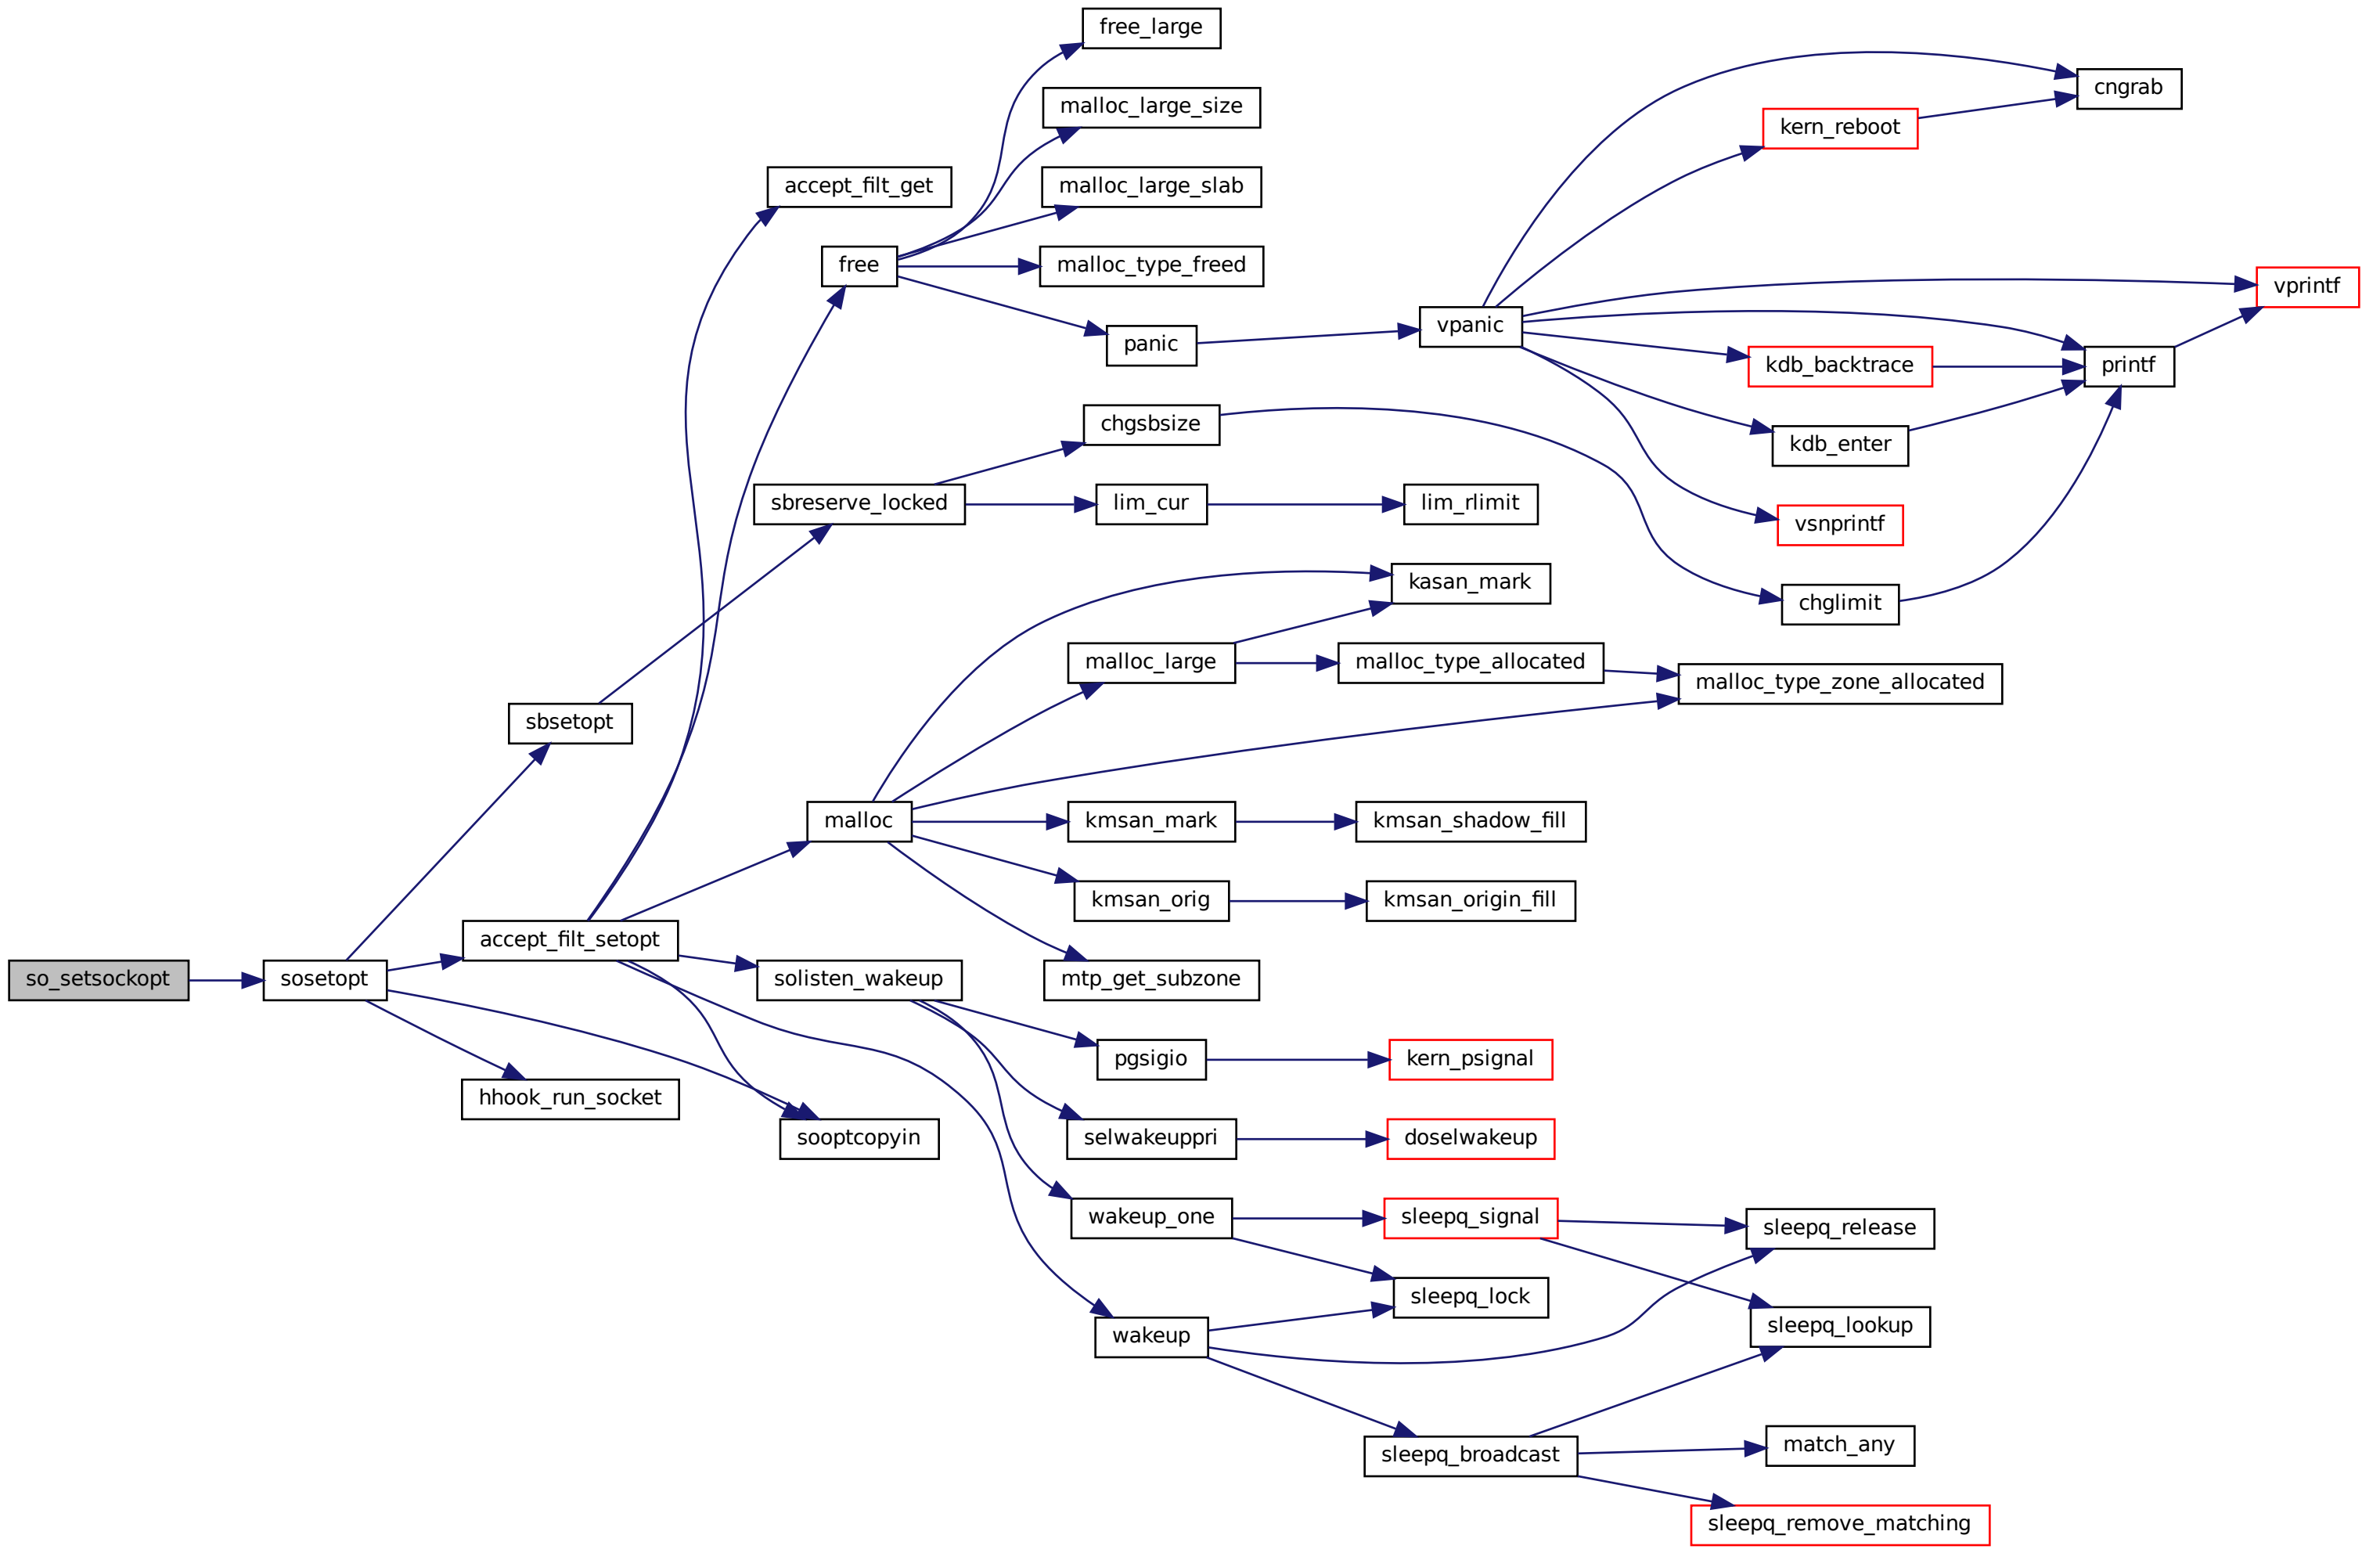 free_large
cngrab
malloc_large_size
kern_reboot
accept_filt_get
malloc_large_slab
free
malloc_type_freed
vprintf
vpanic
panic
kdb_backtrace
printf
chgsbsize
kdb_enter
sbreserve_locked
lim_cur
lim_rlimit
vsnprintf
kasan_mark
chglimit
malloc_large
malloc_type_allocated
malloc_type_zone_allocated
sbsetopt
malloc
kmsan_mark
kmsan_shadow_fill
kmsan_orig
kmsan_origin_fill
accept_filt_setopt
so_setsockopt
sosetopt
solisten_wakeup
mtp_get_subzone
pgsigio
kern_psignal
hhook_run_socket
sooptcopyin
selwakeuppri
doselwakeup
wakeup_one
sleepq_signal
sleepq_release
sleepq_lock
wakeup
sleepq_lookup
sleepq_broadcast
match_any
sleepq_remove_matching